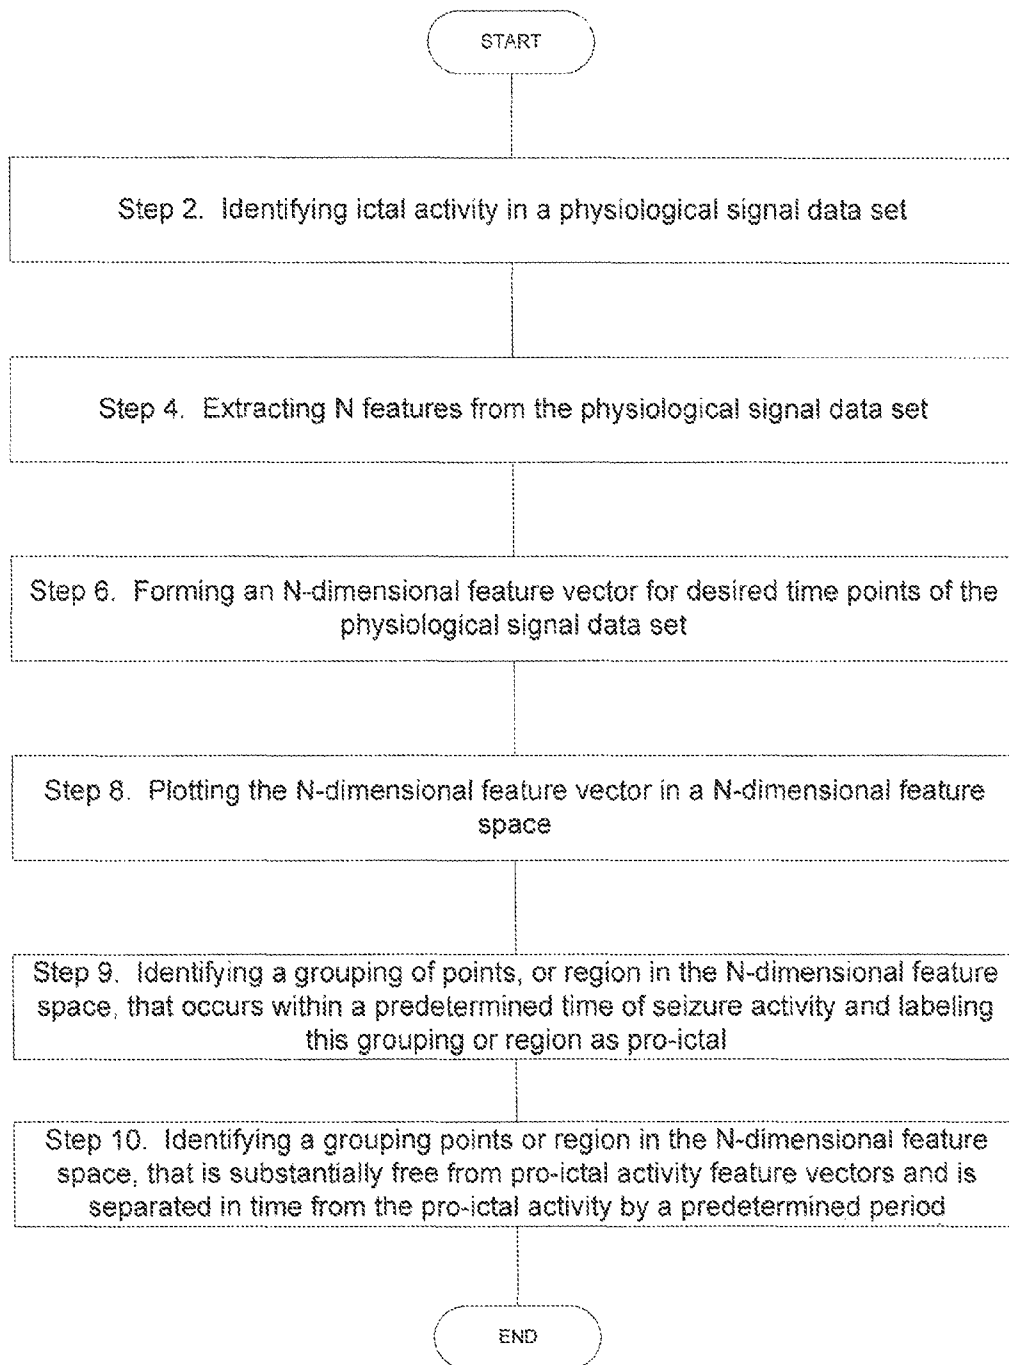 START
Step 2. Identifying ictal activity in a physiological signal data set
Step 4. Extracting N features from the physiological signal data set
Step 6. Forming an N-dimensional feature vector for desired time points of the
physiological signal data set
Step 8. Plotting the N-dimensional feature vector in a N-dimensional feature
space
Step 9. Identifying a grouping of points, or region in the N-dimensional feature
space, that occurs within a predetermined time of seizure activity and labeling
this grouping or region as pro-ictal
Step 10. Identifying a grouping points or region in the N-dimensional feature
space, that is substantially free from pro-ictal activity feature vectors and is
separated in time from the pro-ictal activity by a predetermined period
END